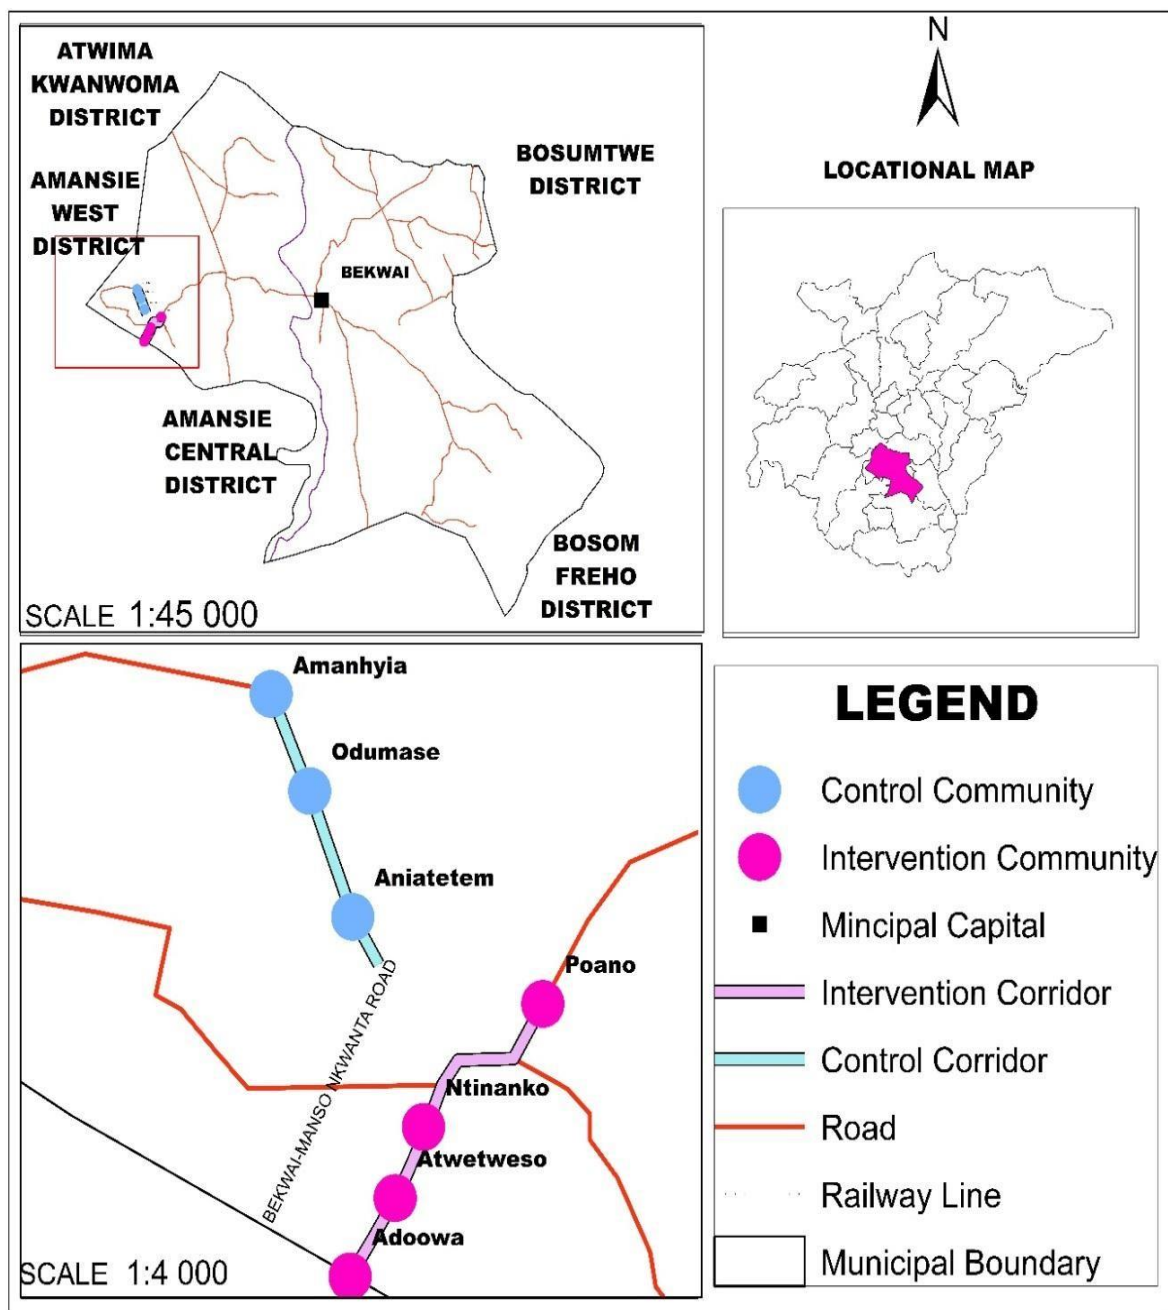 ATWIMA
KWANWOMA
DISTRICT
BOSUMTWE
DISTRICT
AMANSIE
WEST
DISTRICT
BEKWAI
AMANSIE
CENTRAL
DISTRICT
BOSOM
FREHO
DISTRICT
SCALE 1:45 000
N
LOCATIONAL MAP
Amanhyia
Odumase
Aniatetem
Poano
BEKWAI-MANSO NKWANTA ROAD
Ntinanko
Atwetweso
Adoowa
SCALE 1:4 000
LEGEND
Control Community
Intervention Community
Mincipal Capital
Intervention Corridor
Control Corridor
Road
Railway Line
Municipal Boundary